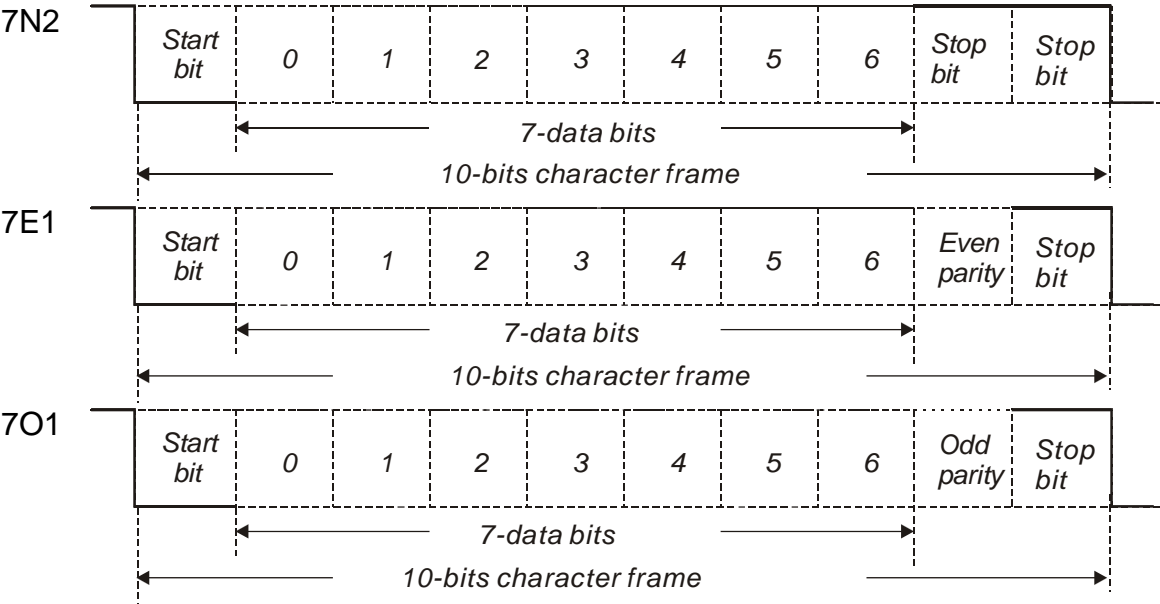 7N2
Start bit 0 1 2 3 4 5 6 Stop bit Stop bit
7-data bits
10-bits character frame
7E1
Start bit 0 1 2 3 4 5 6 Even parity Stop bit
7-data bits
10-bits character frame
7O1
Start bit 0 1 2 3 4 5 6 Odd parity Stop bit
7-data bits
10-bits character frame